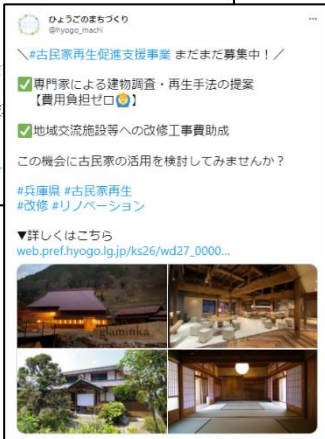 ひょうごのまちづくり
@hyogo_machi
＼#古民家再生促進支援事業 まだまだ募集中！／
✅専門家による建物調査・再生手法の提案
【費用負担ゼロ🙆】
✅地域交流施設等への改修工事費助成
この機会に古民家の活用を検討してみませんか？
#兵庫県 #古民家再生
#改修 #リノベーション
▼詳しくはこちら
web.pref.hyogo.lg.jp/ks26/wd27_0000...
glaminka